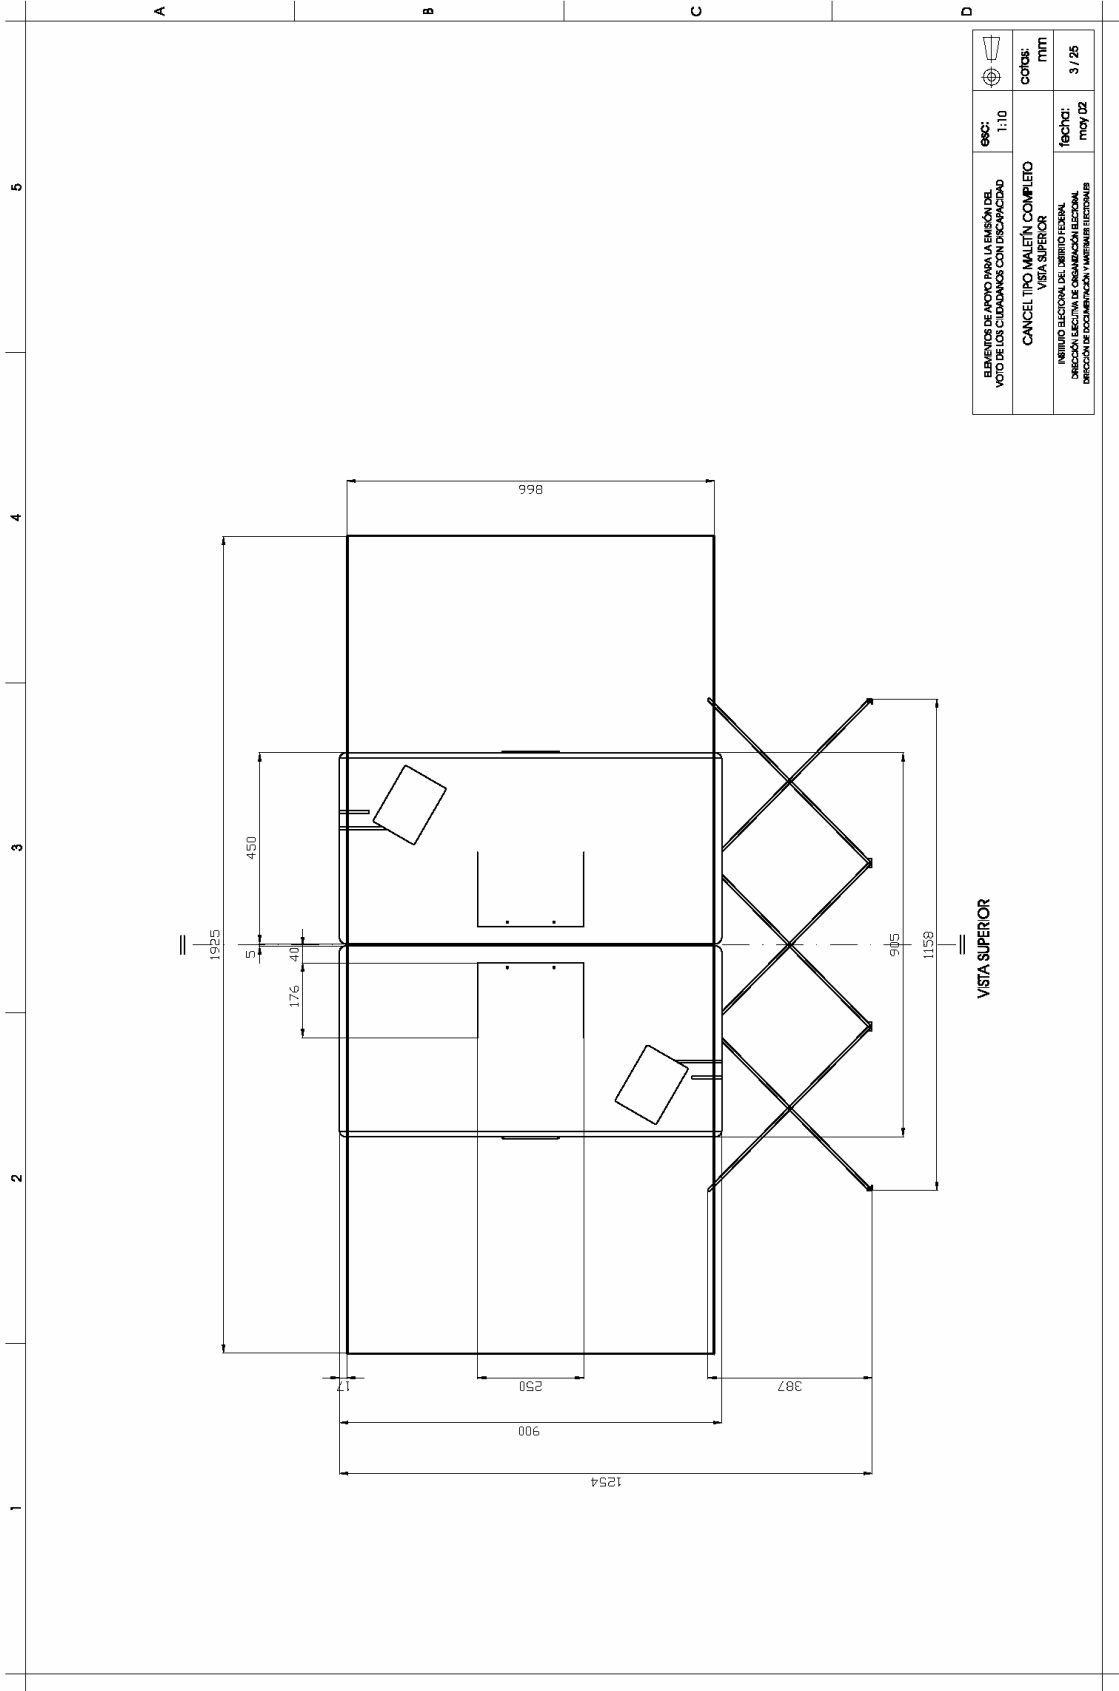 A
B
C
D
1
2
3
4
5
1925
450
5
40
176
866
17
250
387
900
1254
905
1158
VISTA SUPERIOR
ELEMENTOS DE APOYO PARA LA EMISIÓN DEL
VOTO DE LOS CIUDADANOS CON DISCAPACIDAD
esc:
1:10
CANCEL TIPO MALETÍN COMPLETO
VISTA SUPERIOR
cotas:
mm
INSTITUTO ELECTORAL DEL DISTRITO FEDERAL
DIRECCIÓN EJECUTIVA DE ORGANIZACIÓN ELECTORAL
DIRECCIÓN DE DOCUMENTACIÓN Y MATERIALES ELECTORALES
fecha:
may 02
3 / 25